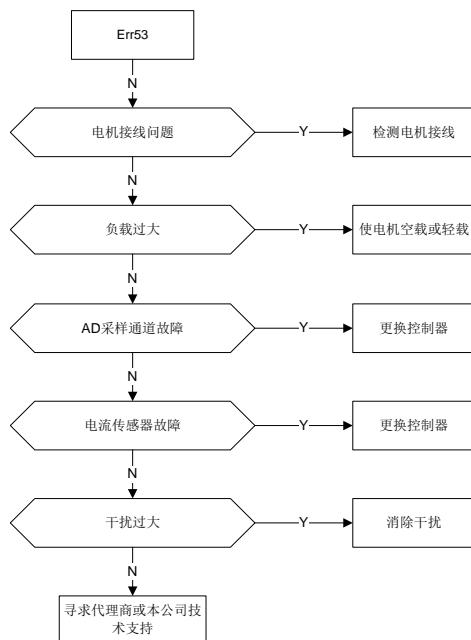 Err53
N
电机接线问题
Y
检测电机接线
N
负载过大
Y
使电机空载或轻载
N
AD采样通道故障
Y
更换控制器
N
电流传感器故障
Y
更换控制器
N
干扰过大
Y
消除干扰
N
寻求代理商或本公司技
术支持